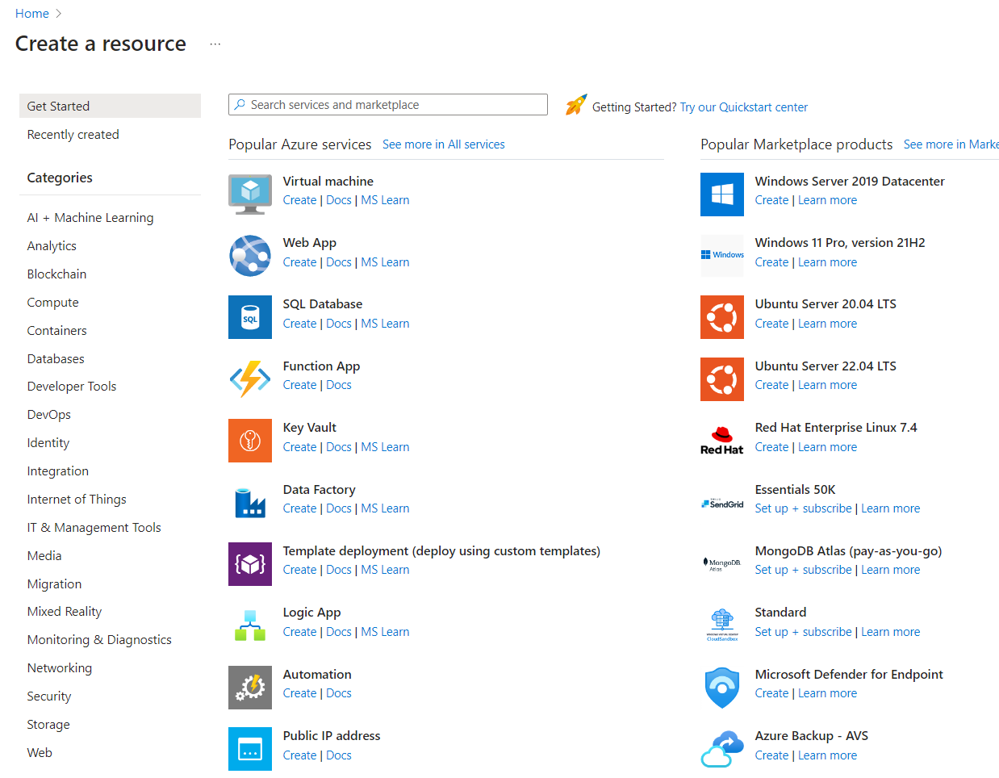 Home >
Create a resource ...
Get Started
Recently created
Categories
AI + Machine Learning
Analytics
Blockchain
Compute
Containers
Databases
Developer Tools
DevOps
Identity
Integration
Internet of Things
IT & Management Tools
Media
Migration
Mixed Reality
Monitoring & Diagnostics
Networking
Security
Storage
Web
Search services and marketplace
Getting Started? Try our Quickstart center
Popular Azure services See more in All services
Virtual machine
Create | Docs | MS Learn
Web App
Create | Docs | MS Learn
SQL
SQL Database
Create | Docs | MS Learn
Function App
Create | Docs
Key Vault
Create | Docs | MS Learn
Data Factory
Create | Docs | MS Learn
Template deployment (deploy using custom templates)
Create | Docs | MS Learn
Logic App
Create | Docs | MS Learn
Automation
Create | Docs
Public IP address
Create | Docs
Popular Marketplace products See more in Marke
Windows Server 2019 Datacenter
Create | Learn more
Windows
Windows 11 Pro, version 21H2
Create | Learn more
Ubuntu Server 20.04 LTS
Create | Learn more
Ubuntu Server 22.04 LTS
Create | Learn more
Red Hat
Red Hat Enterprise Linux 7.4
Create | Learn more
SendGrid
Essentials 50K
Set up + subscribe | Learn more
MongoDB.
Atlas
MongoDB Atlas (pay-as-you-go)
Set up + subscribe | Learn more
WINDOWS VIRTUAL DESKTOP
CloudSandbox
Standard
Set up + subscribe | Learn more
Microsoft Defender for Endpoint
Create | Learn more
Azure Backup - AVS
Create | Learn more